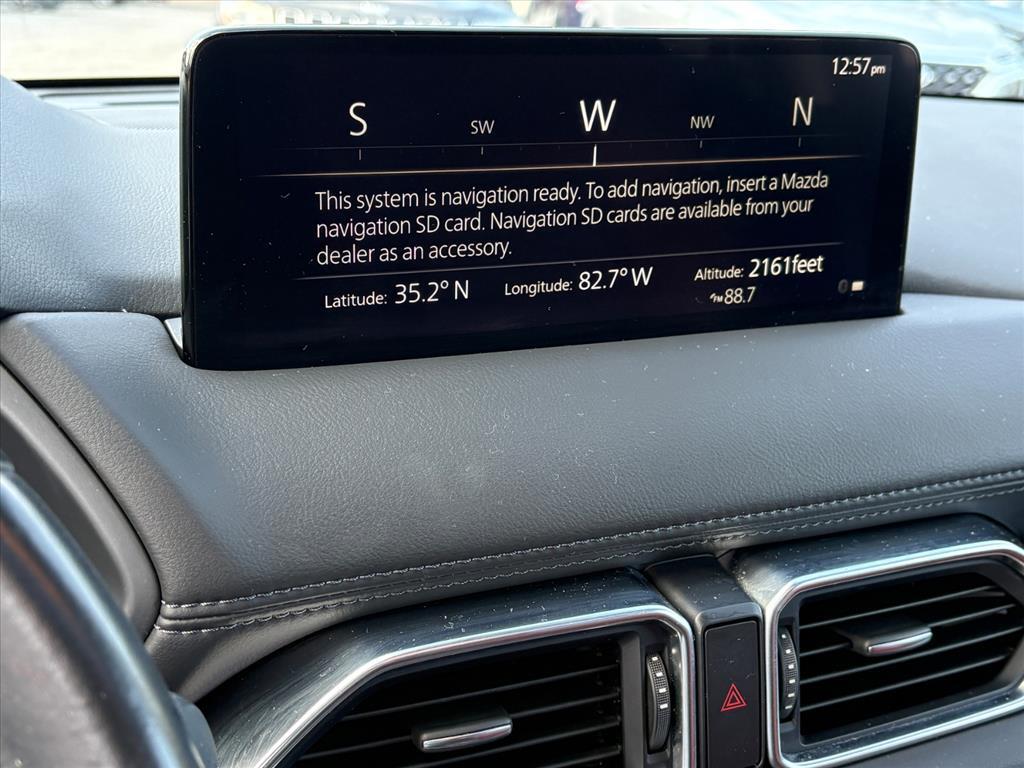 12:57pm
S SW W NW N
This system is navigation ready. To add navigation, insert a Mazda
navigation SD card. Navigation SD cards are available from your
dealer as an accessory.
Latitude: 35.2° N Longitude: 82.7° W Altitude: 2161feet
FM 88.7